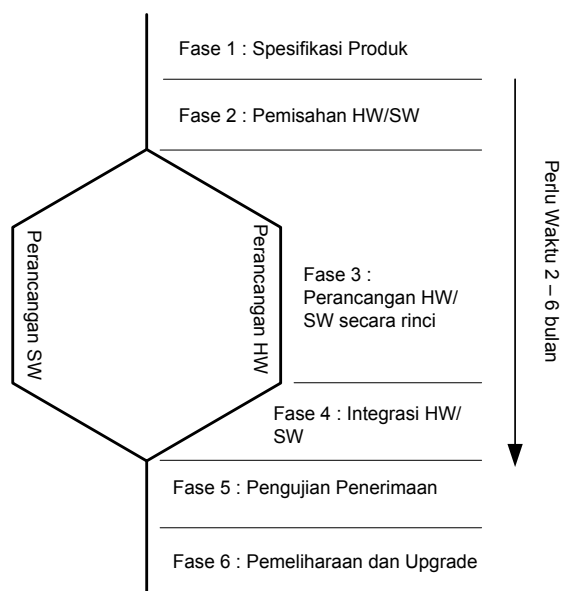 Fase 1 : Spesifikasi Produk
Fase 2 : Pemisahan HW/SW
Perancangan SW
Perancangan HW
Fase 3 :
Perancangan HW/
SW secara rinci
Fase 4 : Integrasi HW/
SW
Fase 5 : Pengujian Penerimaan
Fase 6 : Pemeliharaan dan Upgrade
Perlu Waktu 2 – 6 bulan